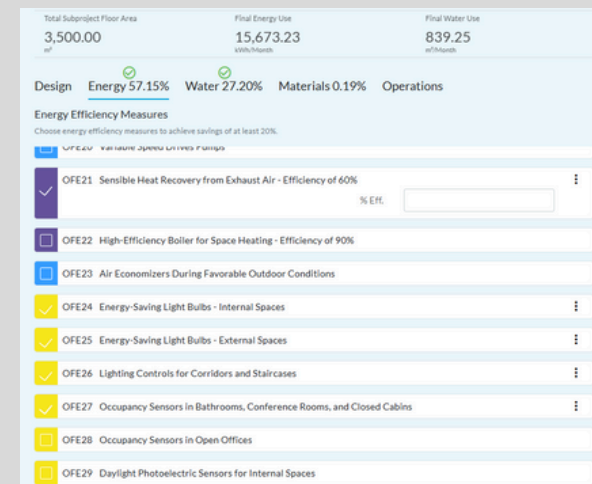 Total Subproject Floor Area Final Energy Use Final Water Use
3,500.00 15,673.23 839.25
m² kWh/Month m³/Month
Design Energy 57.15% Water 27.20% Materials 0.19% Operations
Energy Efficiency Measures
Choose energy efficiency measures to achieve savings of at least 20%.
OFE20 Variable Speed Drives Pumps
OFE21 Sensible Heat Recovery from Exhaust Air - Efficiency of 60%
% Eff.
OFE22 High-Efficiency Boiler for Space Heating - Efficiency of 90%
OFE23 Air Economizers During Favorable Outdoor Conditions
OFE24 Energy-Saving Light Bulbs - Internal Spaces
OFE25 Energy-Saving Light Bulbs - External Spaces
OFE26 Lighting Controls for Corridors and Staircases
OFE27 Occupancy Sensors in Bathrooms, Conference Rooms, and Closed Cabins
OFE28 Occupancy Sensors in Open Offices
OFE29 Daylight Photoelectric Sensors for Internal Spaces